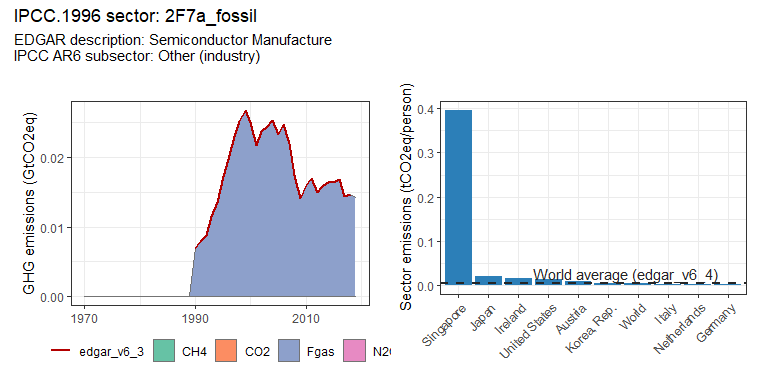 IPCC.1996 sector: 2F7a_fossil
EDGAR description: Semiconductor Manufacture
IPCC AR6 subsector: Other (industry)
GHG emissions (GtCO2eq)
0.02
0.01
0.00
1970 1990 2010
edgar_v6_3 CH4 CO2 Fgas
Sector emissions (tCO2eq/person)
0.4
0.3
0.2
0.1
0.0
World average (edgar_v6_4)
Singapore
Japan
Ireland
United States
Austria
Korea, Rep.
World
Italy
Netherlands
Germany